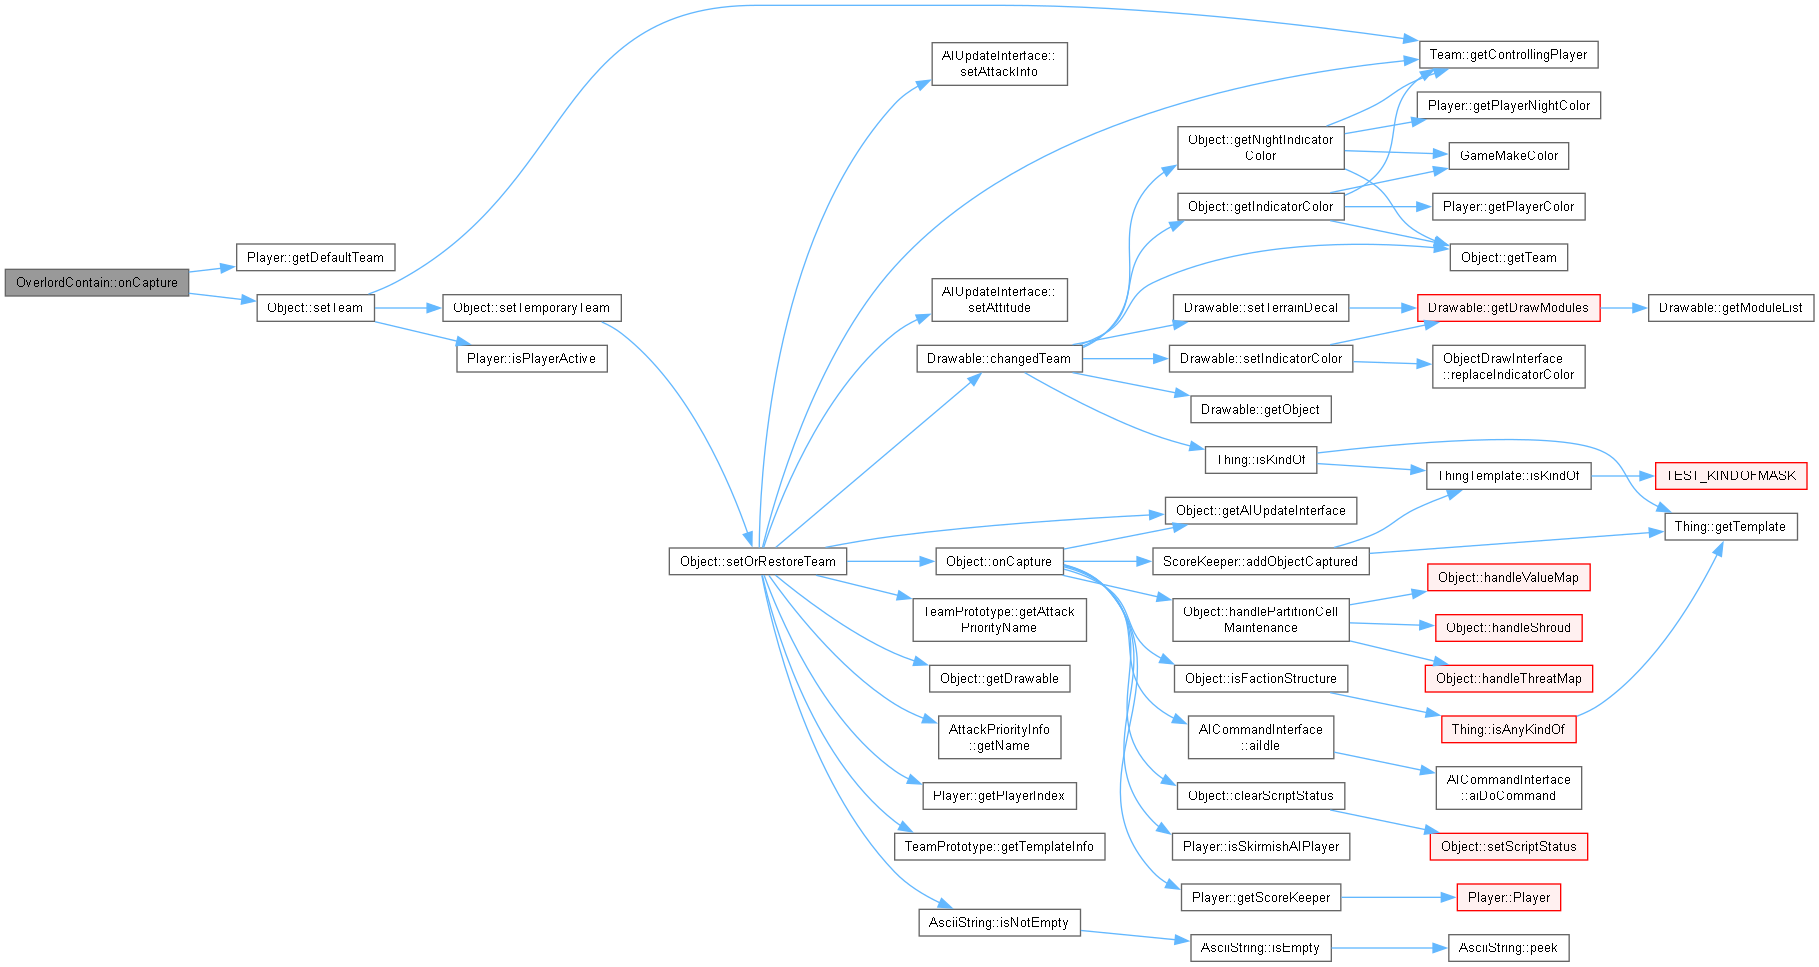 OverlordContain::onCapture
Player::getDefaultTeam
Object::setTeam
Object::setTemporaryTeam
Player::isPlayerActive
Object::setOrRestoreTeam
AIUpdateInterface::
setAttackInfo
AIUpdateInterface::
setAttitude
Drawable::changedTeam
Object::onCapture
TeamPrototype::getAttack
PriorityName
Object::getDrawable
AttackPriorityInfo
::getName
Player::getPlayerIndex
TeamPrototype::getTemplateInfo
AsciiString::isNotEmpty
Object::getNightIndicator
Color
Object::getIndicatorColor
Drawable::setTerrainDecal
Drawable::setIndicatorColor
Drawable::getObject
Thing::isKindOf
Object::getAIUpdateInterface
ScoreKeeper::addObjectCaptured
Object::handlePartitionCell
Maintenance
Object::isFactionStructure
AICommandInterface
::aiIdle
Object::clearScriptStatus
Player::isSkirmishAIPlayer
Player::getScoreKeeper
AsciiString::isEmpty
Team::getControllingPlayer
Player::getPlayerNightColor
GameMakeColor
Player::getPlayerColor
Object::getTeam
Drawable::getDrawModules
ObjectDrawInterface
::replaceIndicatorColor
ThingTemplate::isKindOf
Object::handleValueMap
Object::handleShroud
Object::handleThreatMap
Thing::isAnyKindOf
AICommandInterface
::aiDoCommand
Object::setScriptStatus
Player::Player
AsciiString::peek
Drawable::getModuleList
TEST_KINDOFMASK
Thing::getTemplate